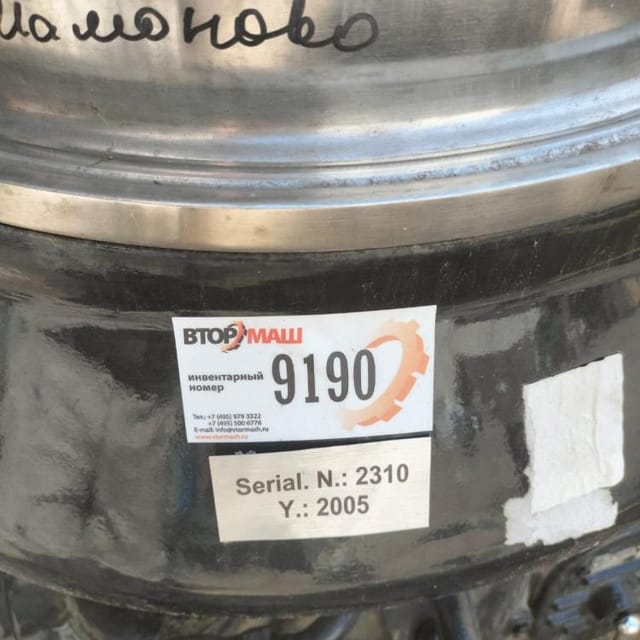 Мамоново
ВТОРМАШ
инвентарный
номер
9190
Тел.: +7 (495) 979 3322
+7 (495) 500 6776
E-mail: info@vtormash.ru
www.vtormash.ru
Serial. N.: 2310
Y.: 2005